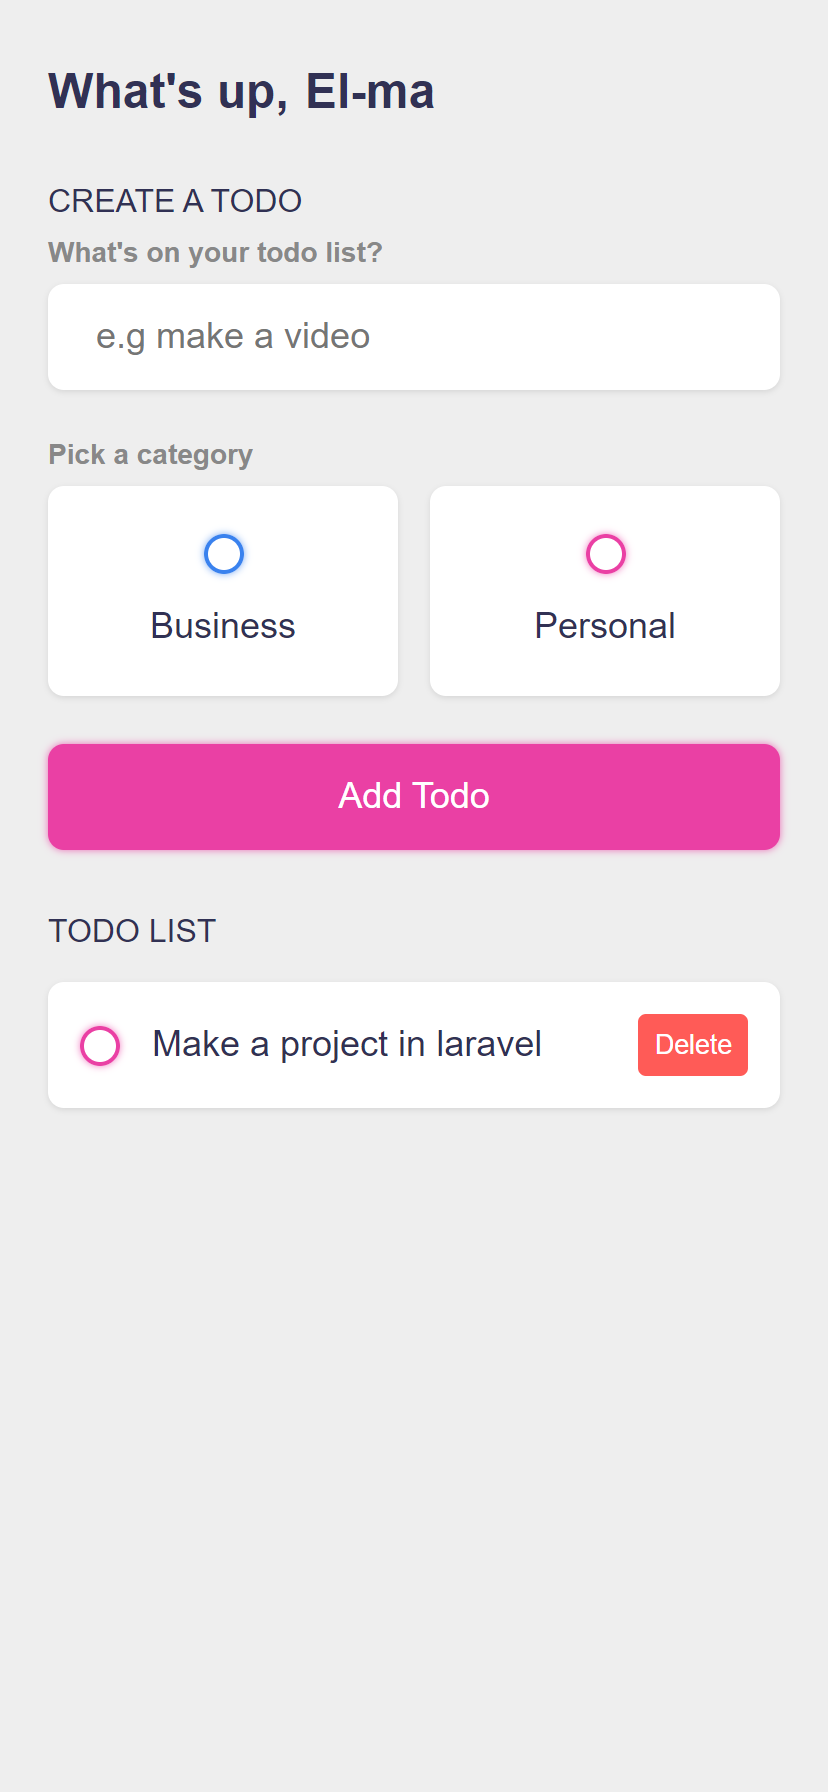 What's up, El-ma
CREATE A TODO
What's on your todo list?
e.g make a video
Pick a category
Business
Personal
Add Todo
TODO LIST
Make a project in laravel
Delete